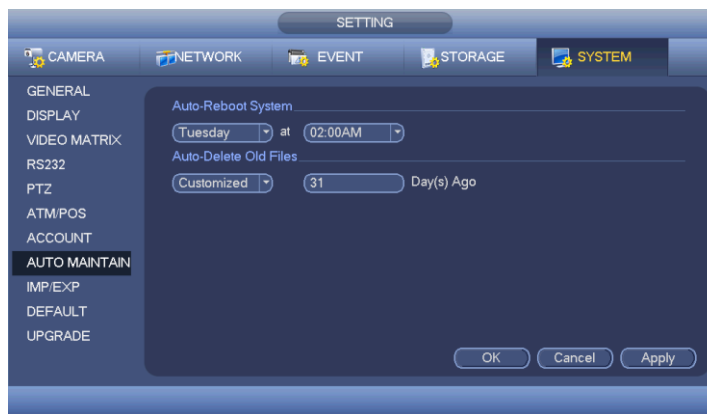 SETTING
CAMERA NETWORK EVENT STORAGE SYSTEM
GENERAL
DISPLAY
VIDEO MATRIX
RS232
PTZ
ATM/POS
ACCOUNT
AUTO MAINTAIN
IMP/EXP
DEFAULT
UPGRADE
Auto-Reboot System
Tuesday at 02:00AM
Auto-Delete Old Files
Customized 31 Day(s) Ago
OK Cancel Apply